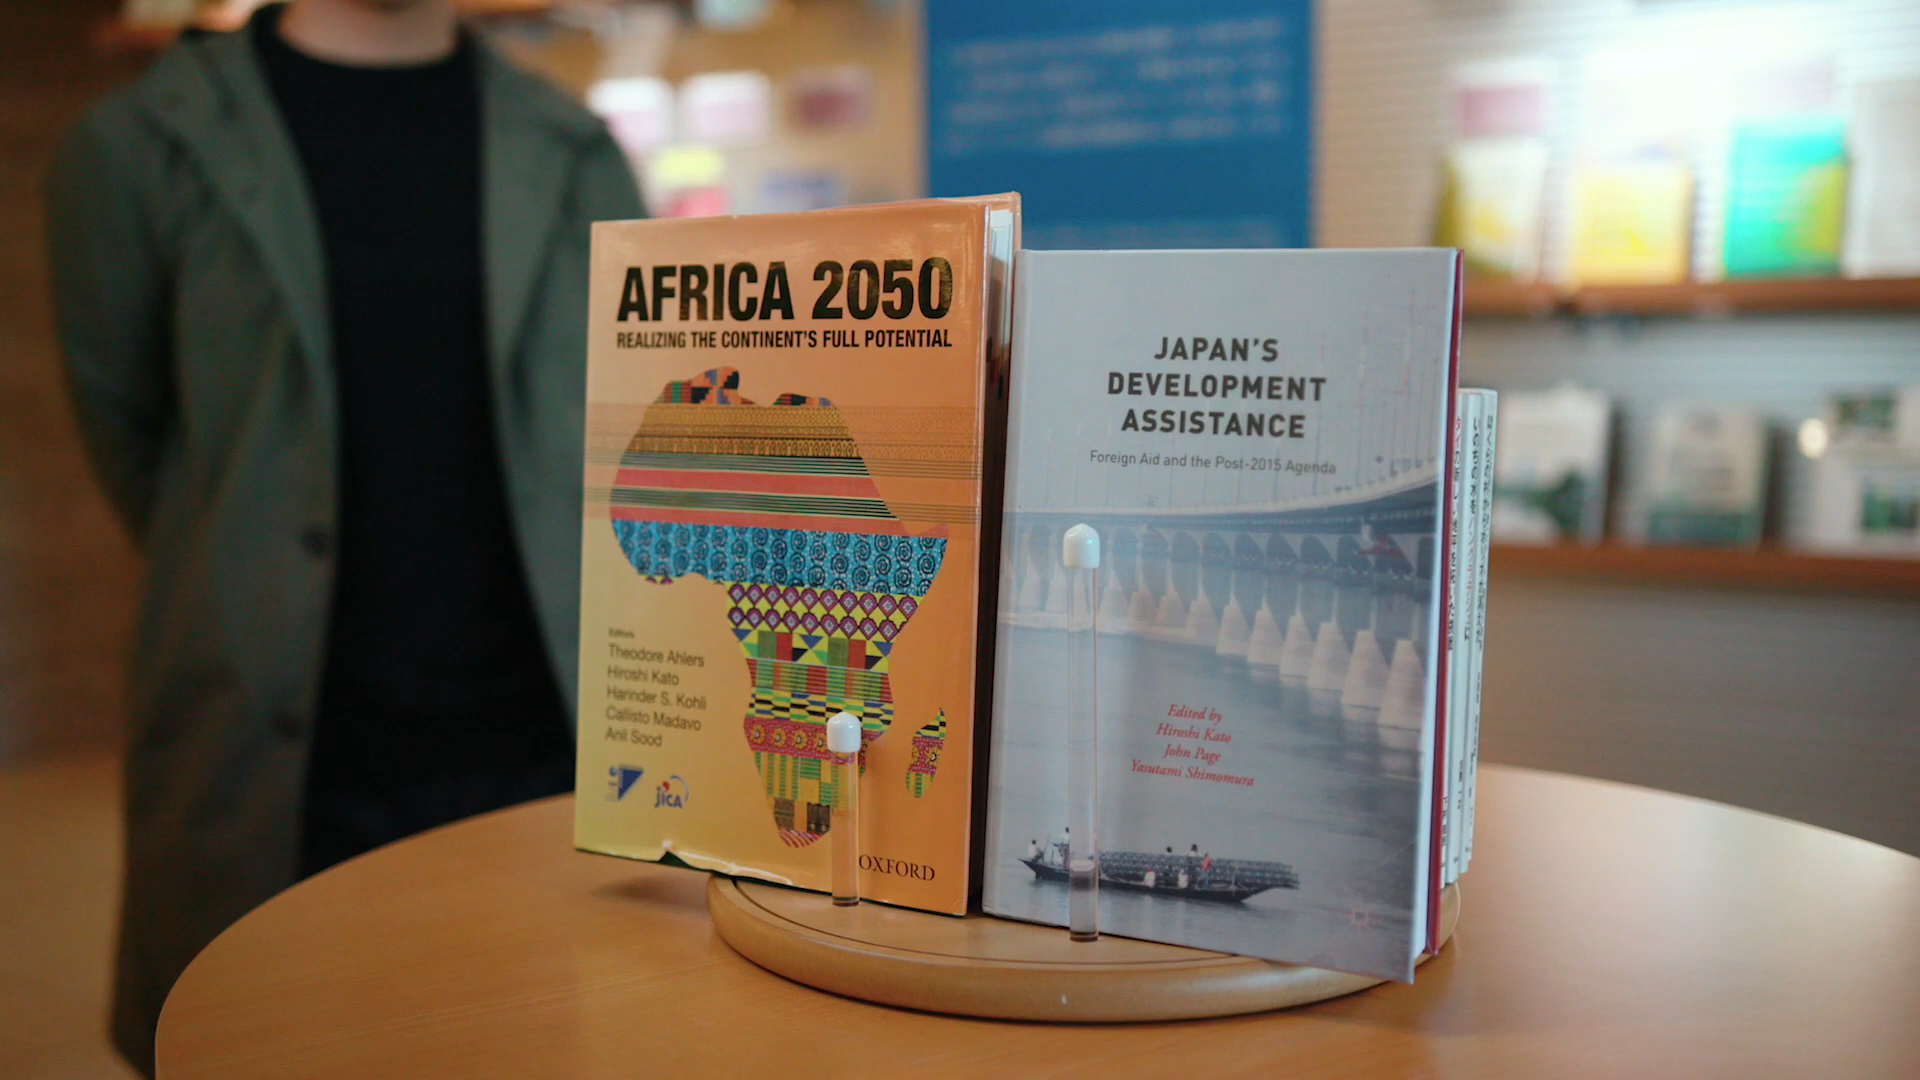 AFRICA 2050
REALIZING THE CONTINENT'S FULL POTENTIAL
Editors
Theodore Ahlers
Hiroshi Kato
Harinder S. Kohli
Callisto Madavo
Anil Sood
jica
OXFORD
JAPAN'S
DEVELOPMENT
ASSISTANCE
Foreign Aid and the Post-2015 Agenda
Edited by
Hiroshi Kato
John Page
Yasutami Shimomura